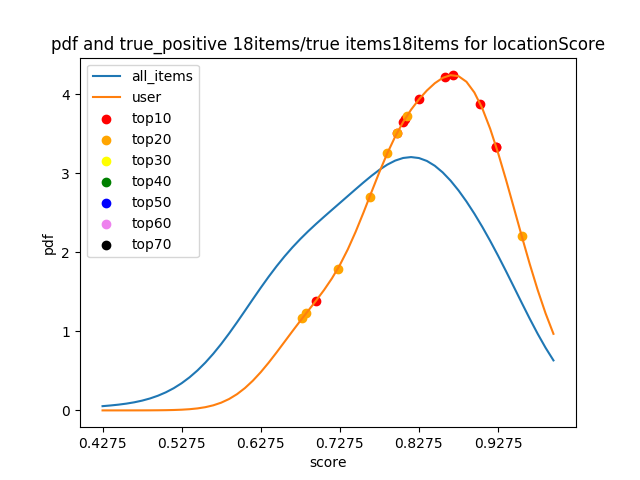 pdf and true_positive 18items/true items18items for locationScore
all_items
user
top10
top20
top30
top40
top50
top60
top70
pdf
4
3
2
1
0
0.4275 0.5275 0.6275 0.7275 0.8275 0.9275
score